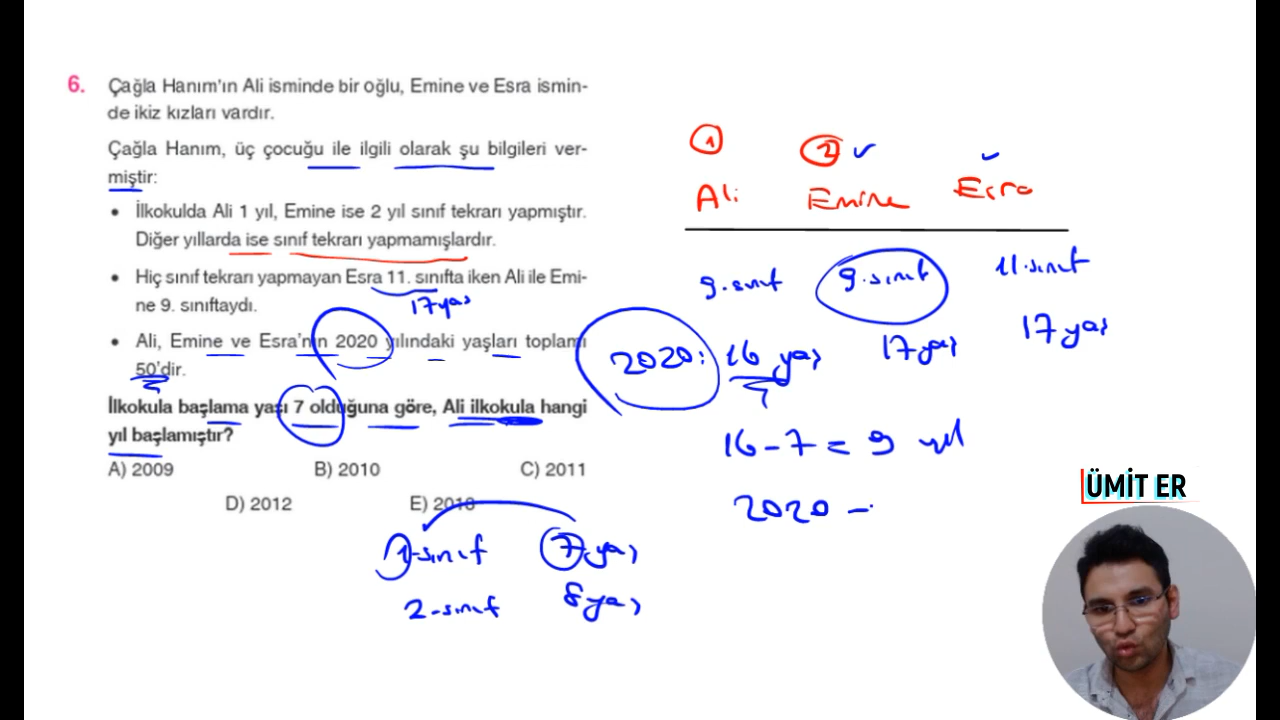 6. Çağla Hanım'ın Ali isminde bir oğlu, Emine ve Esra ismin-
de ikiz kızları vardır.
Çağla Hanım, üç çocuğu ile ilgili olarak şu bilgileri ver-
miştir:
• İlkokulda Ali 1 yıl, Emine ise 2 yıl sınıf tekrarı yapmıştır.
Diğer yıllarda ise sınıf tekrarı yapmamışlardır.
• Hiç sınıf tekrarı yapmayan Esra 11. sınıfta iken Ali ile Emi-
ne 9. sınıftaydı.
17 yaş
• Ali, Emine ve Esra'nın 2020 yılındaki yaşları toplamı
50'dir.
İlkokula başlama yaşı 7 olduğuna göre, Ali ilkokula hangi
yıl başlamıştır?
A) 2009 B) 2010 C) 2011
D) 2012 E) 2013
1-sınıf 7 yaş
2-sınıf 8 yaş
1 2
Ali Emine Esra
9.sınıf 9.sınıf 11.sınıf
2020: 16 yaş 17 yaş 17 yaş
16-7 = 9 yıl
2020 -
ÜMİT ER